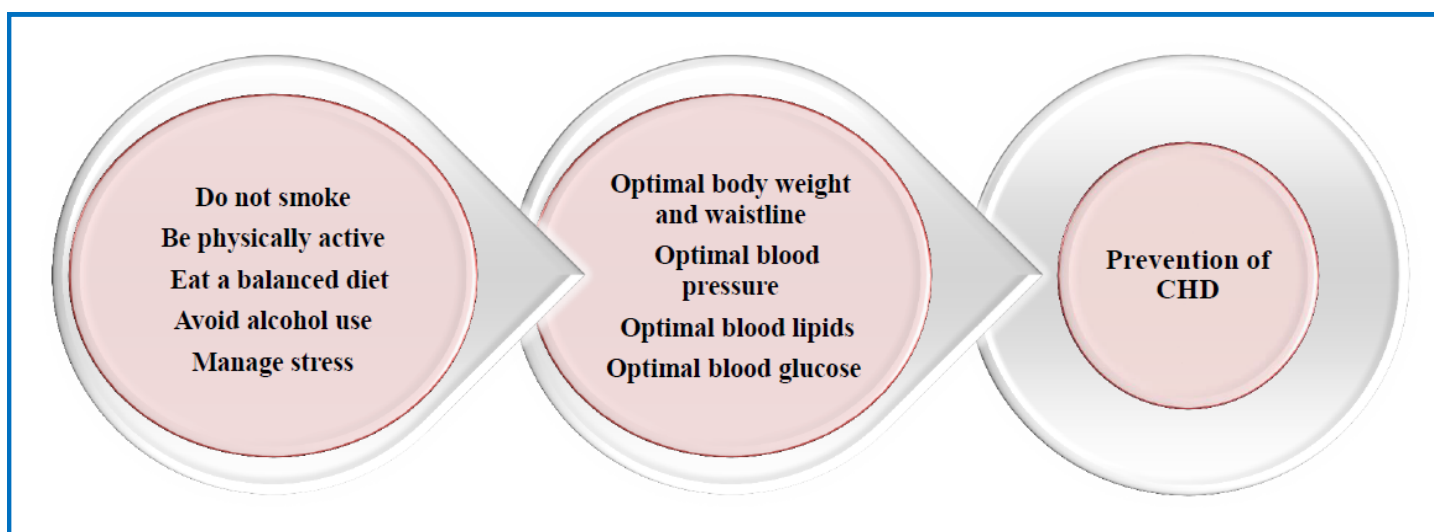 Do not smoke
Be physically active
Eat a balanced diet
Avoid alcohol use
Manage stress
Optimal body weight
and waistline
Optimal blood
pressure
Optimal blood lipids
Optimal blood glucose
Prevention of
CHD